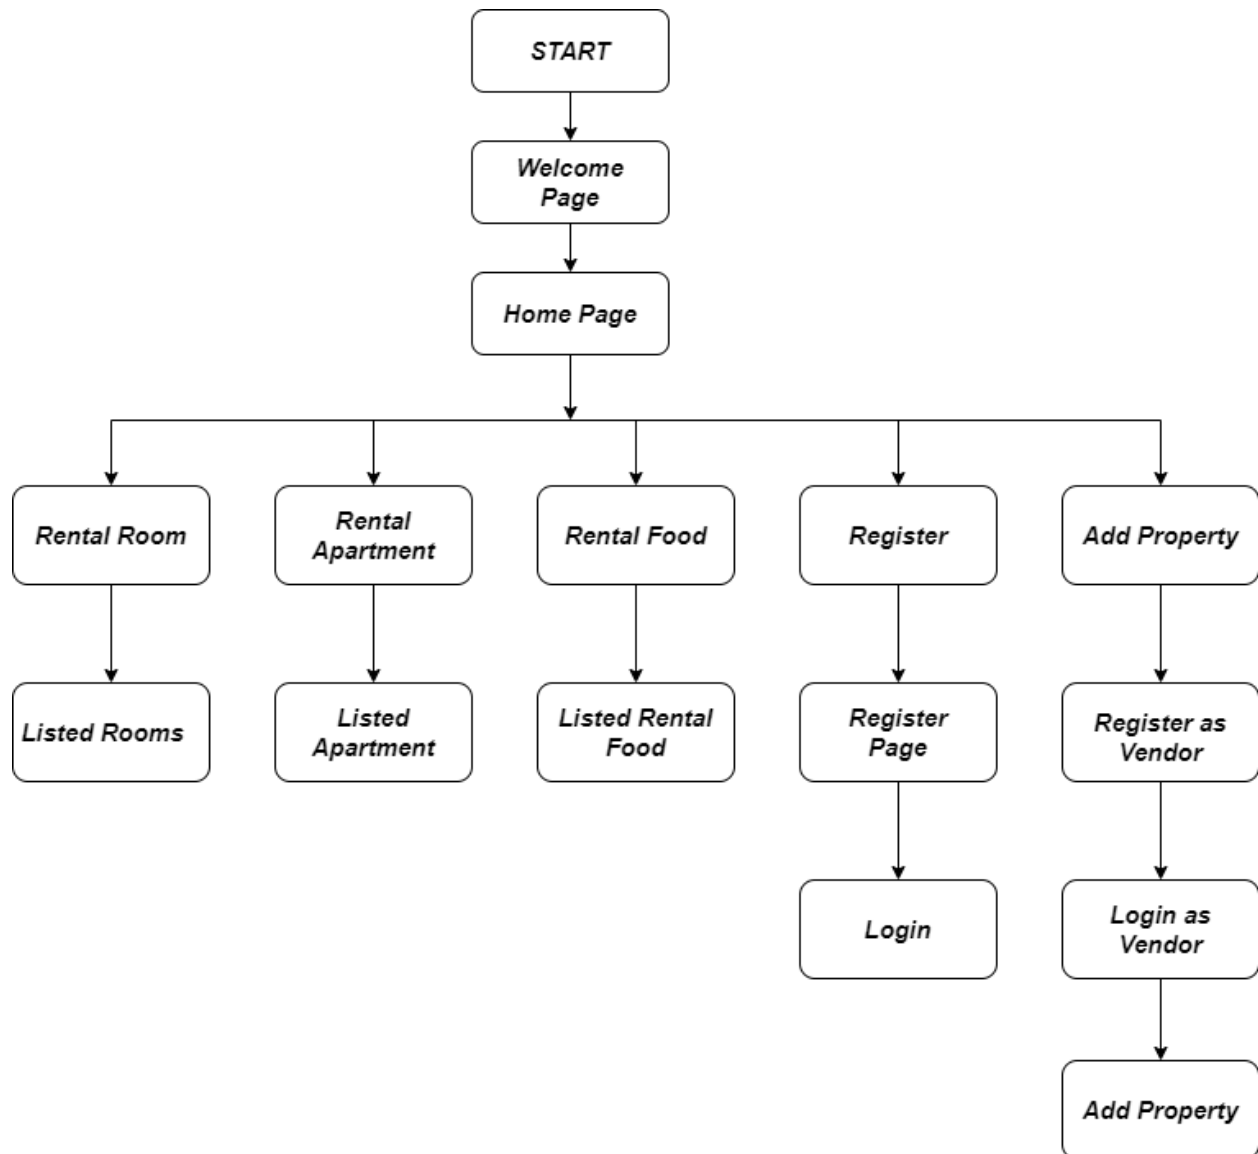 START
Welcome
Page
Home Page
Rental Room
Rental
Apartment
Rental Food
Register
Add Property
Listed Rooms
Listed
Apartment
Listed Rental
Food
Register
Page
Register as
Vendor
Login
Login as
Vendor
Add Property